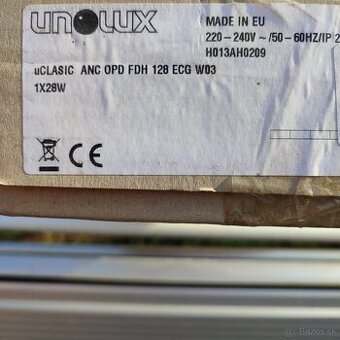 unolux
MADE IN EU
220-240V~/50-60HZ/IP 2
H013AH0209
uCLASIC ANC OPD FDH 128 ECG W03
1X28W
CE
Bazos.sk